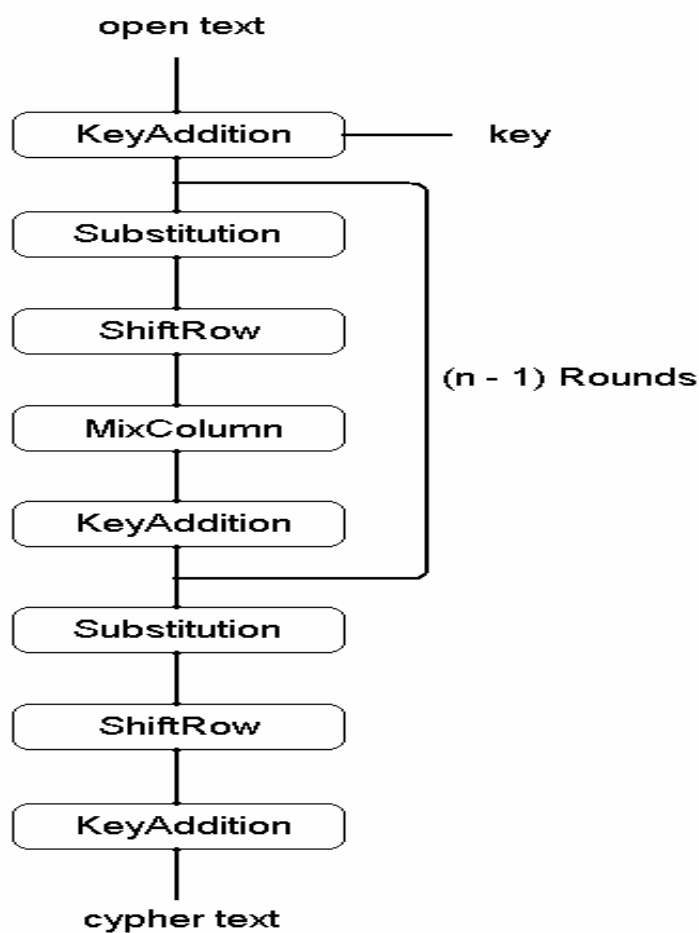 open text
KeyAddition
key
Substitution
ShiftRow
(n - 1) Rounds
MixColumn
KeyAddition
Substitution
ShiftRow
KeyAddition
cypher text